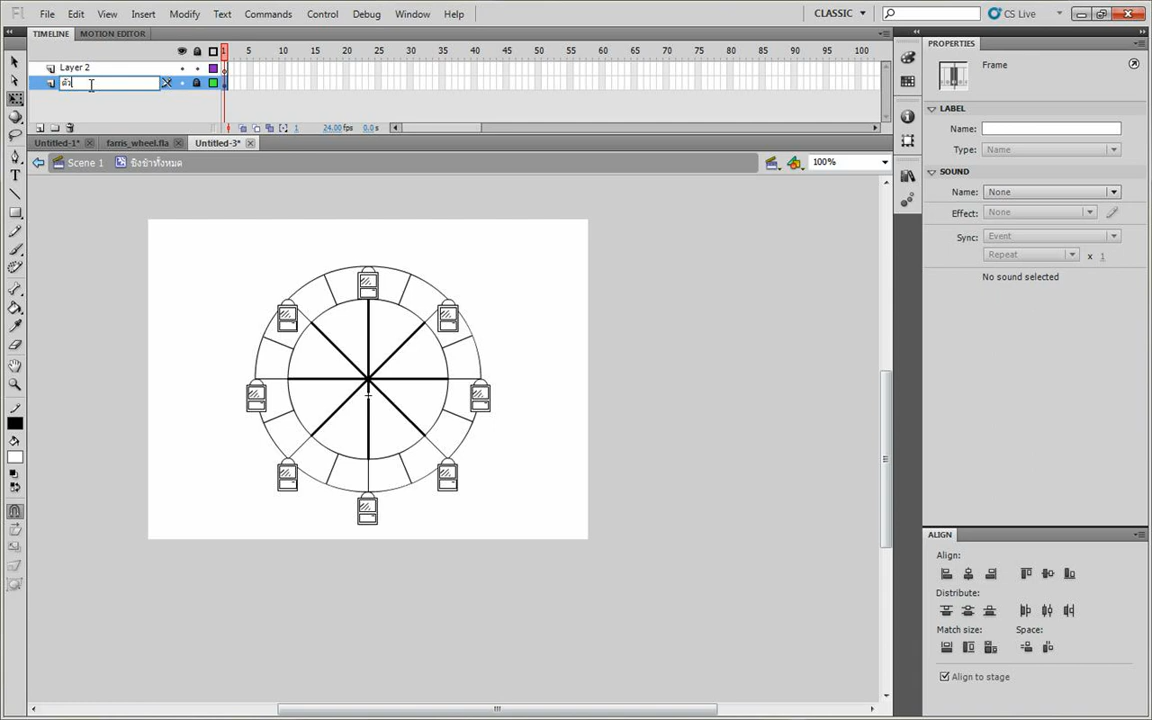 Fl File Edit View Insert Modify Text Commands Control Debug Window Help CLASSIC CS Live
TIMELINE MOTION EDITOR
1 5 10 15 20 25 30 35 40 45 50 55 60 65 70 75 80 85 90 95 100
Layer 2
ตัว
1 24.00 fps 0.0 s
Untitled-1* farris_wheel.fla Untitled-3*
Scene 1 ชิงช้าทั้งหมด 100%
PROPERTIES
Frame
LABEL
Name:
Type: Name
SOUND
Name: None
Effect: None
Sync: Event
Repeat x 1
No sound selected
ALIGN
Align:
Distribute:
Match size: Space:
Align to stage